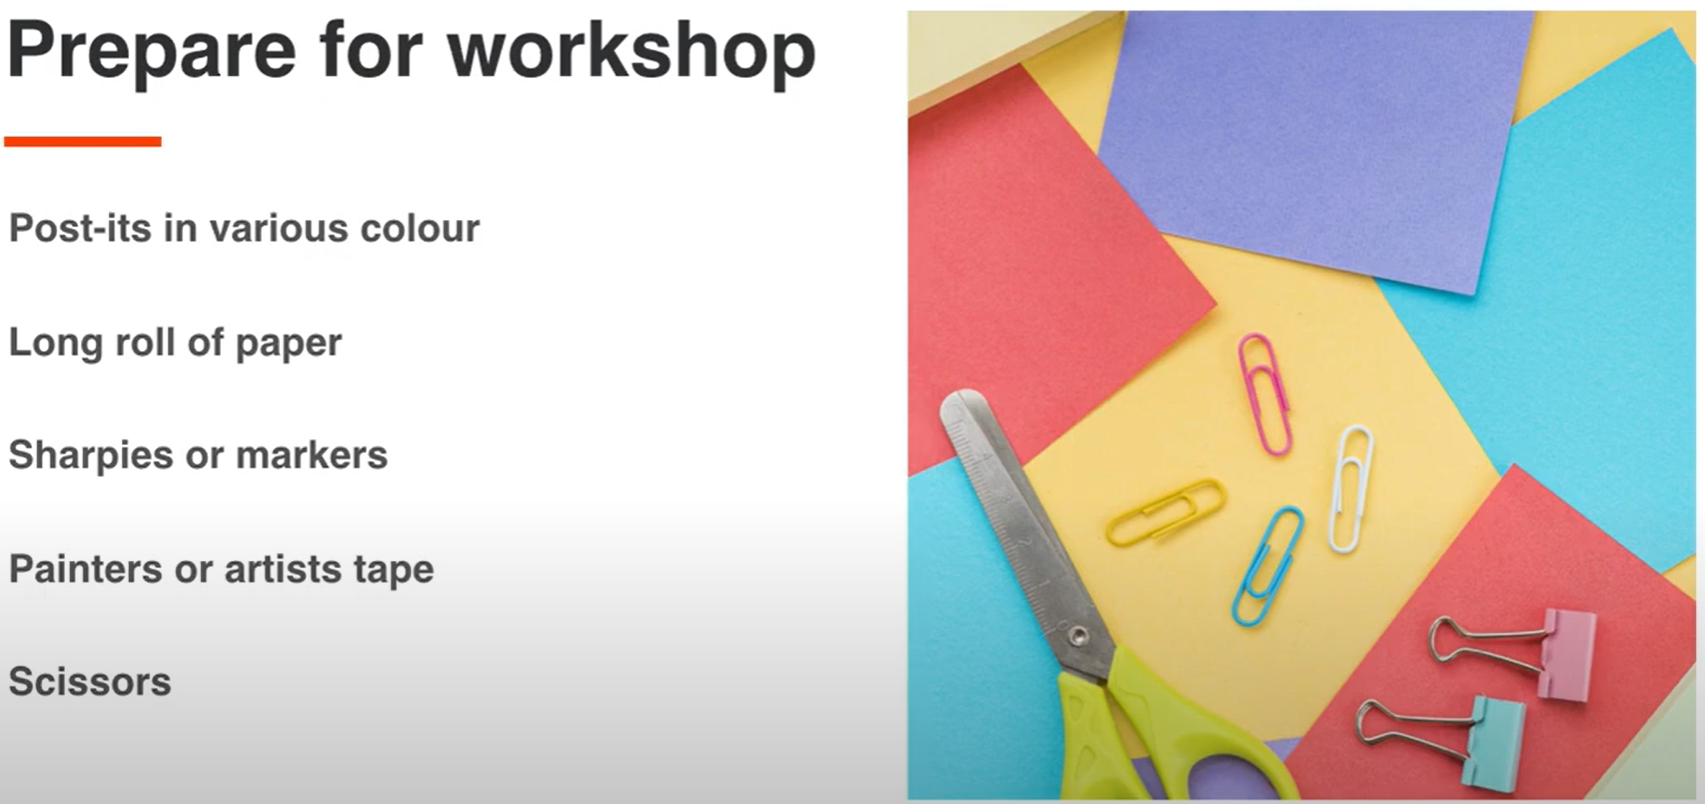 Prepare for workshop
Post-its in various colour
Long roll of paper
Sharpies or markers
Painters or artists tape
Scissors